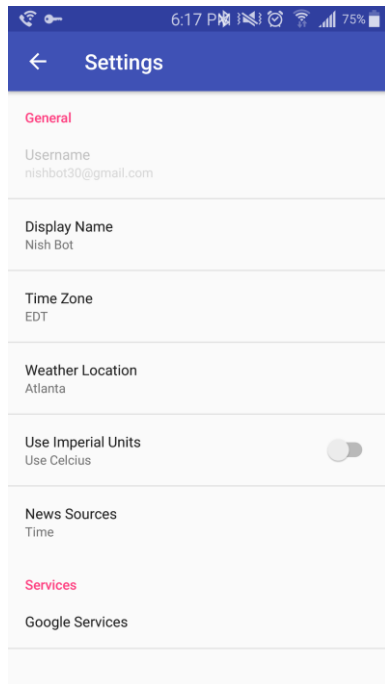 6:17 PM 75%
Settings
General
Username
nishbot30@gmail.com
Display Name
Nish Bot
Time Zone
EDT
Weather Location
Atlanta
Use Imperial Units
Use Celcius
News Sources
Time
Services
Google Services